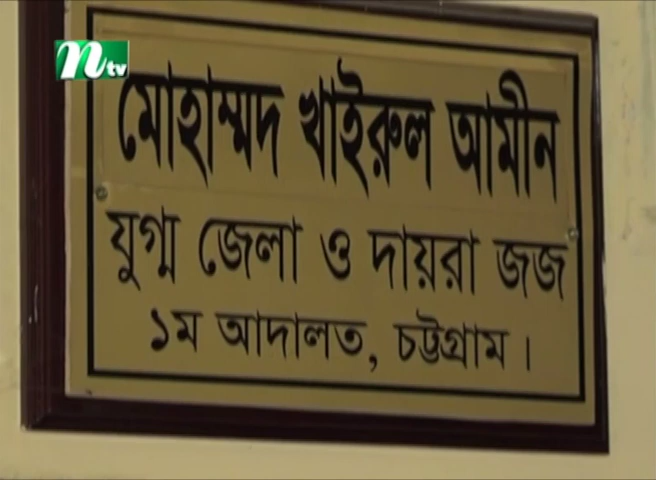 ntv
মোহাম্মদ খাইরুল আমীন
যুগ্ম জেলা ও দায়রা জজ
১ম আদালত, চট্টগ্রাম।